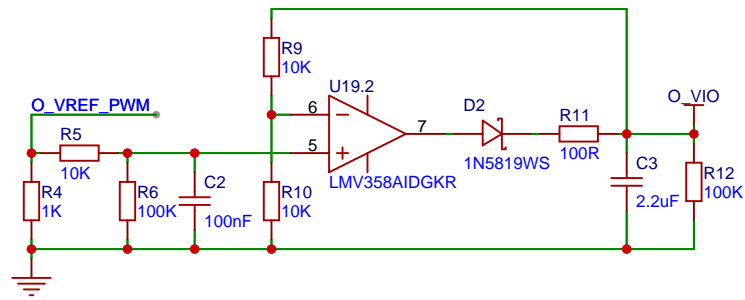 R9
10K
U19.2
O_VREF_PWM
6
7
D2
R11
O_VIO
5
R5
10K
1N5819WS
100R
LMV358AIDGKR
R4
1K
R6
100K
C2
100nF
R10
10K
C3
2.2uF
R12
100K